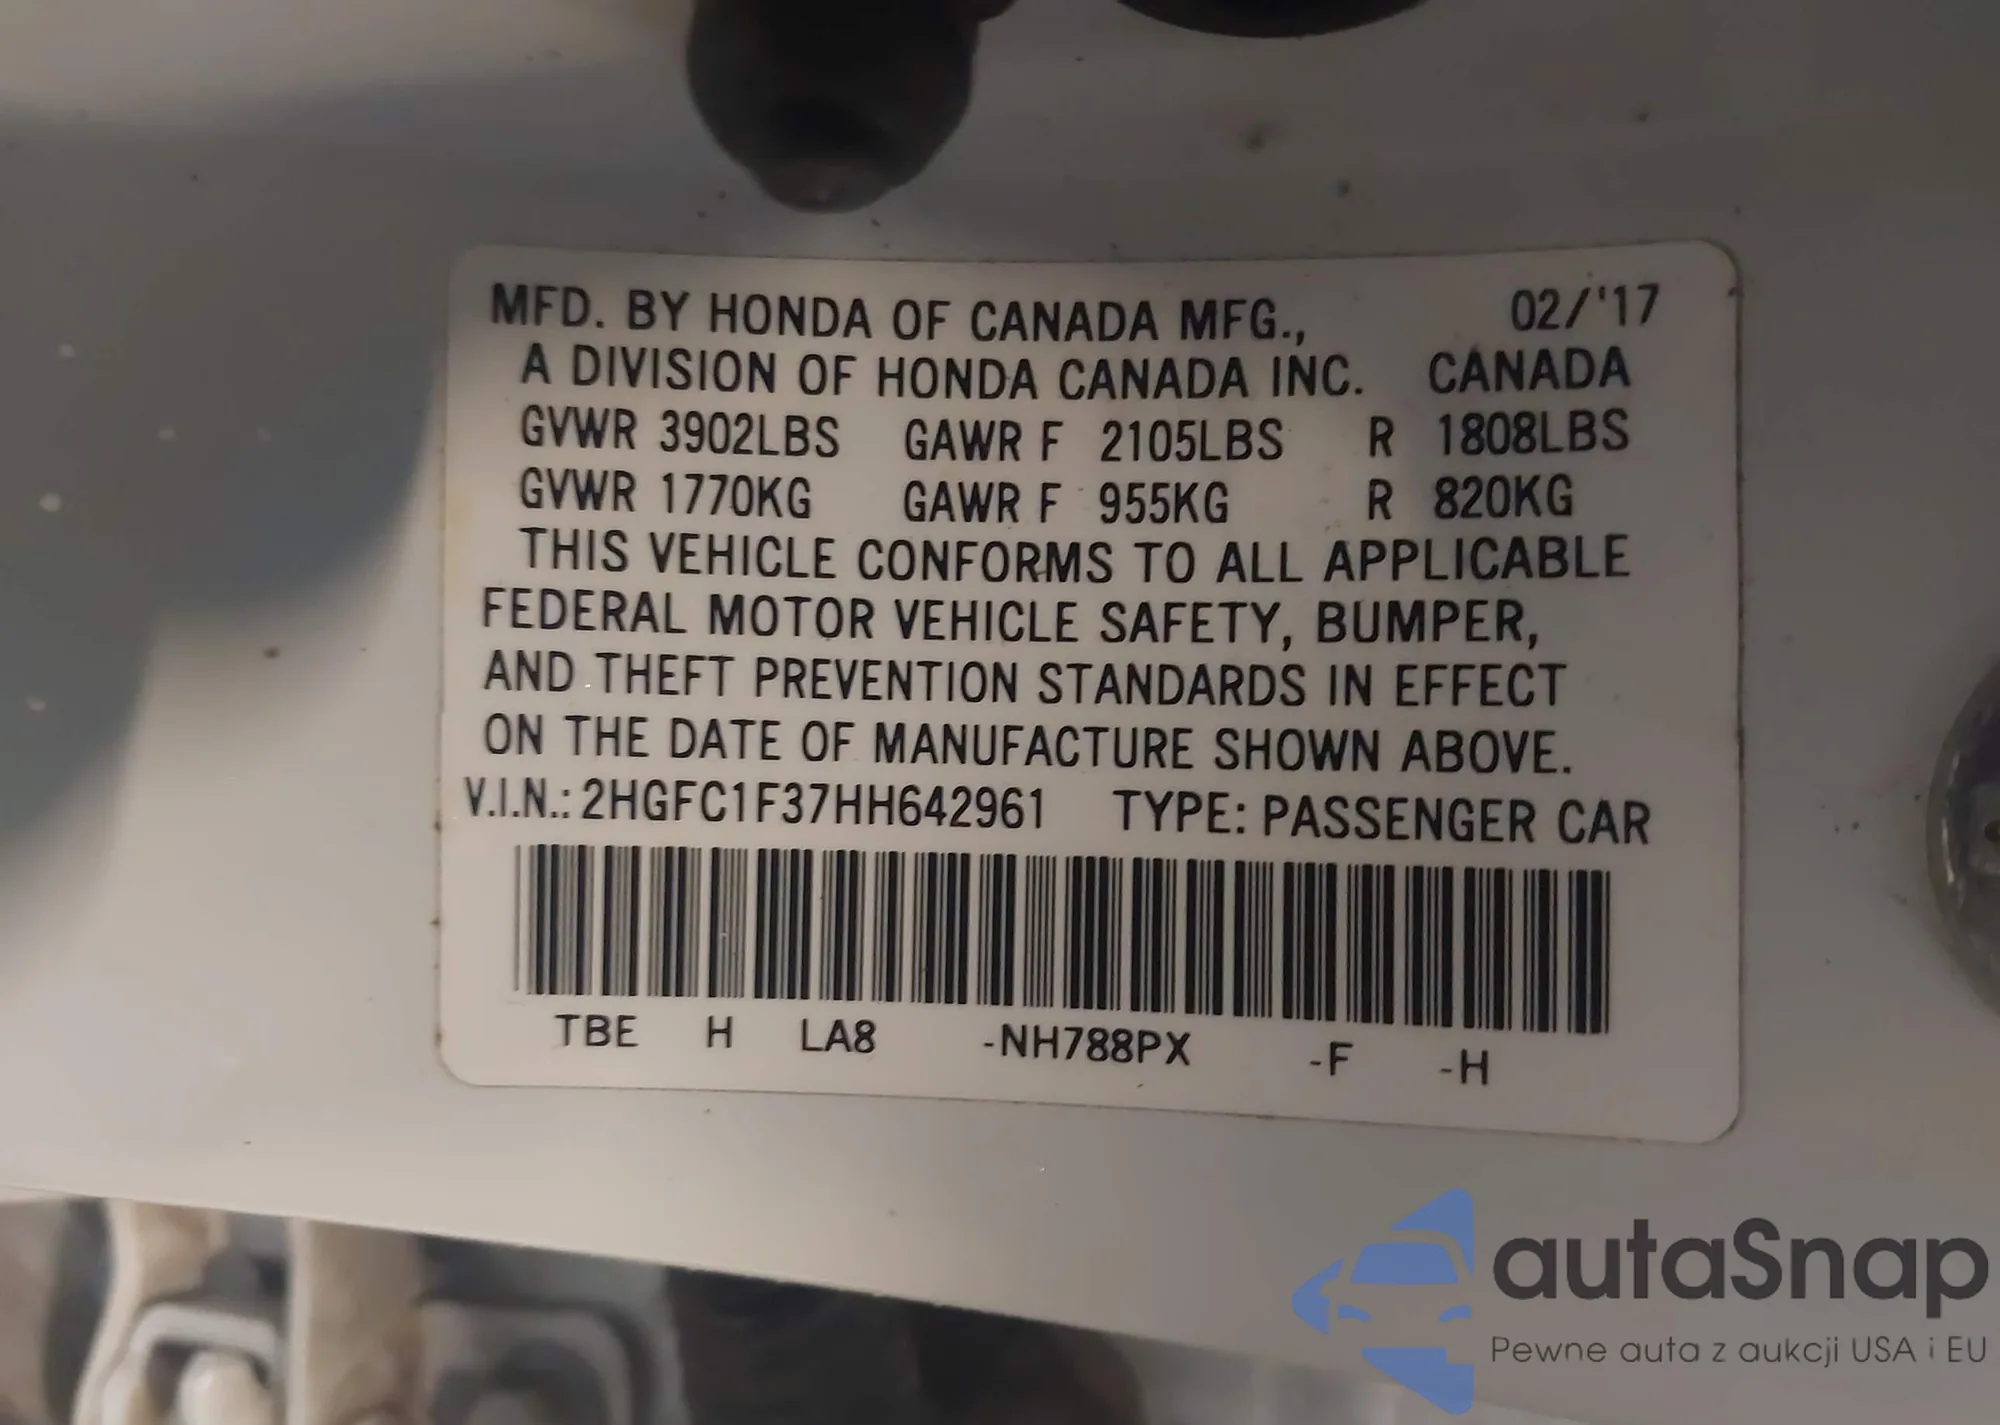 MFD. BY HONDA OF CANADA MFG., 02/'17
A DIVISION OF HONDA CANADA INC. CANADA
GVWR 3902LBS GAWR F 2105LBS R 1808LBS
GVWR 1770KG GAWR F 955KG R 820KG
THIS VEHICLE CONFORMS TO ALL APPLICABLE
FEDERAL MOTOR VEHICLE SAFETY, BUMPER,
AND THEFT PREVENTION STANDARDS IN EFFECT
ON THE DATE OF MANUFACTURE SHOWN ABOVE.
V.I.N.: 2HGFC1F37HH642961 TYPE: PASSENGER CAR
TBE H LA8 -NH788PX -F -H
autaSnap
Pewne auta z aukcji USA i EU